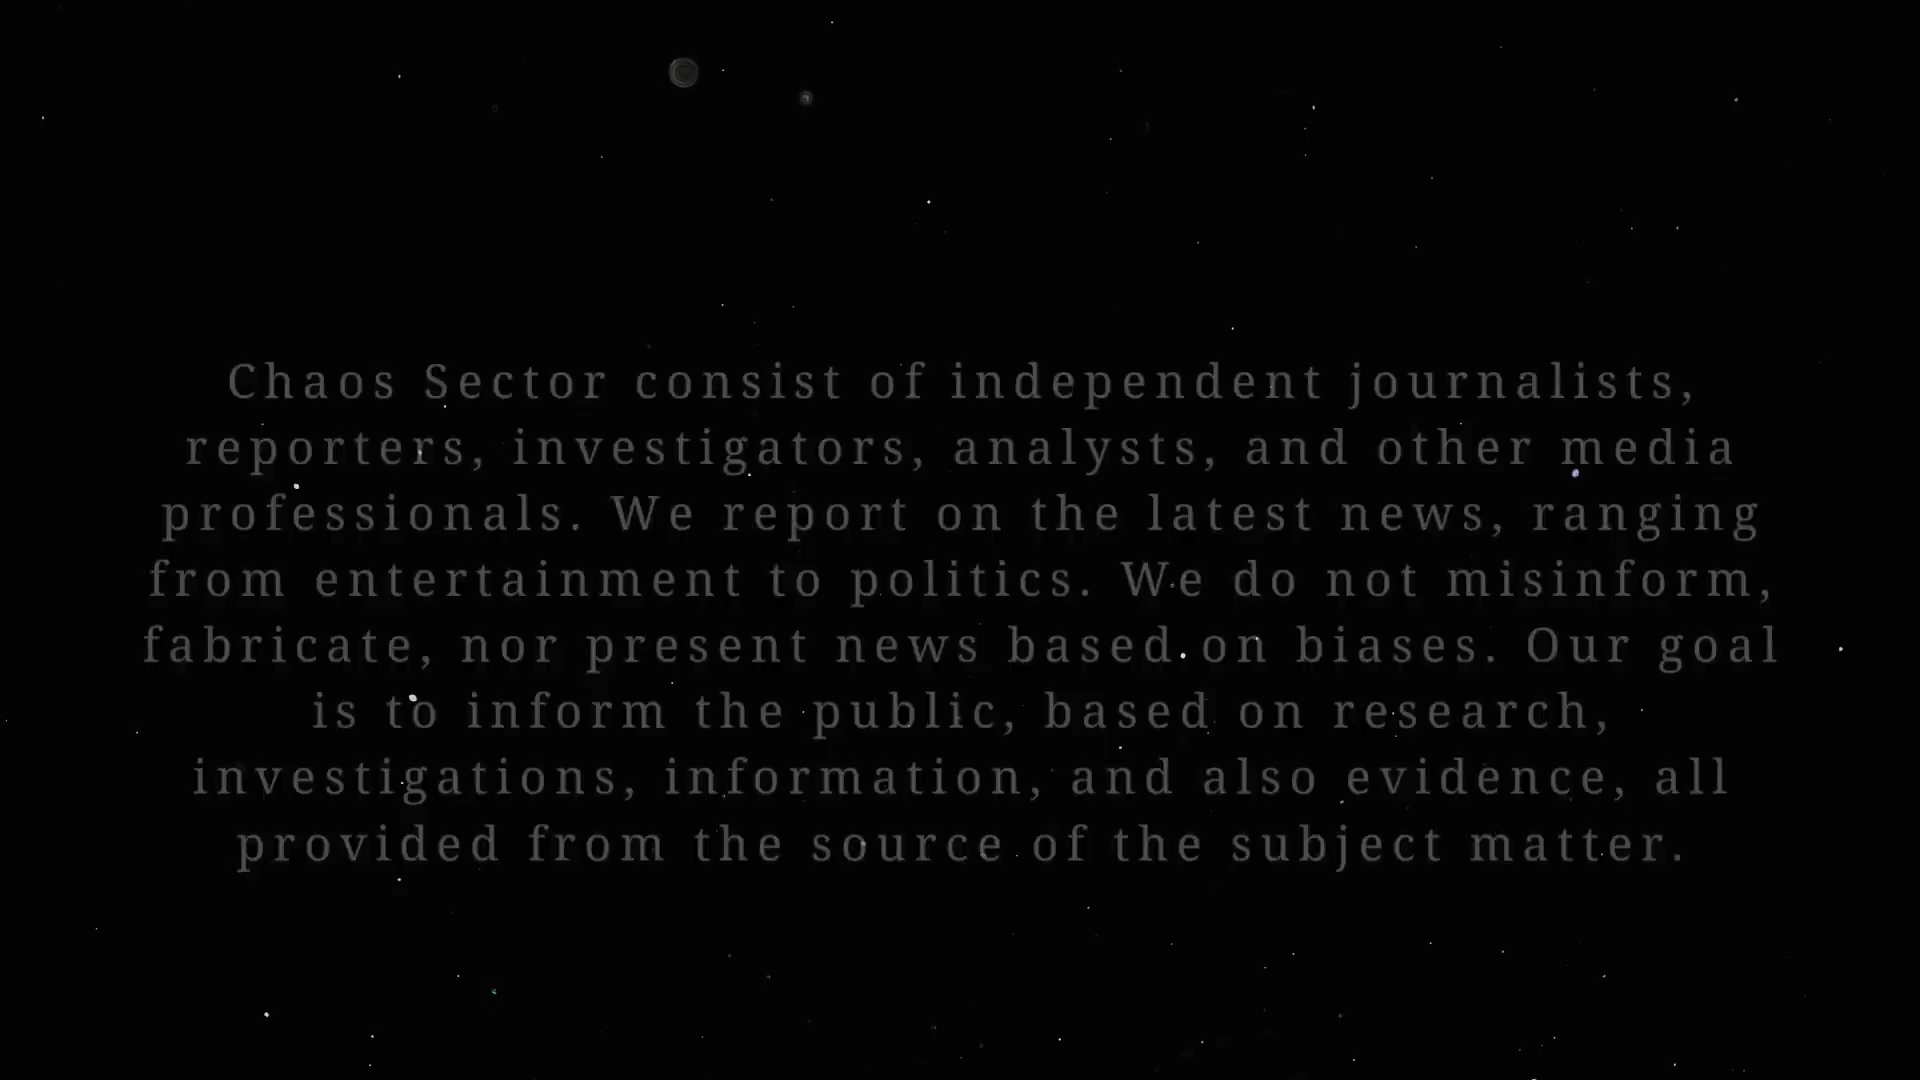 Chaos Sector consist of independent journalists,
reporters, investigators, analysts, and other media
professionals. We report on the latest news, ranging
from entertainment to politics. We do not misinform,
fabricate, nor present news based on biases. Our goal
is to inform the public, based on research,
investigations, information, and also evidence, all
provided from the source of the subject matter.